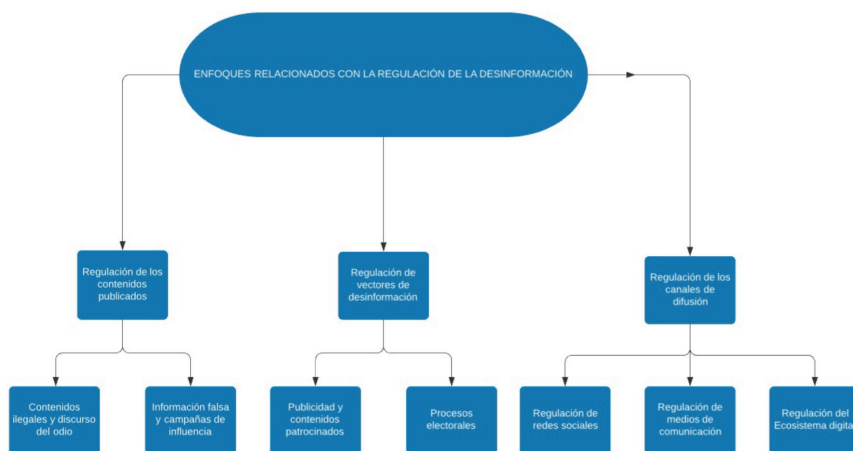 ENFOQUES RELACIONADOS CON LA REGULACIÓN DE LA DESINFORMACIÓN
Regulación de los
contenidos
publicados
Regulación de
vectores de
desinformación
Regulación de los
canales de
difusión
Contenidos
ilegales y discurso
del odio
Información falsa
y campañas de
influencia
Publicidad y
contenidos
patrocinados
Procesos
electorales
Regulación de
redes sociales
Regulación de
medios de
comunicación
Regulación del
Ecosistema digital